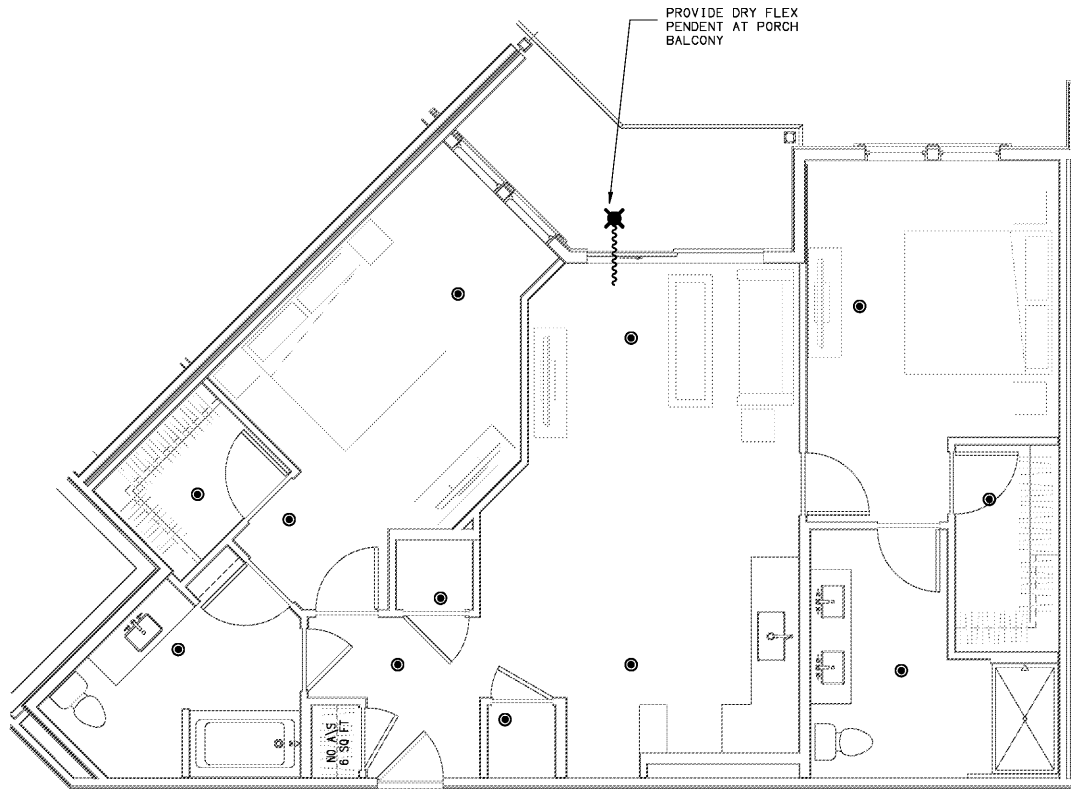 PROVIDE DRY FLEX
PENDENT AT PORCH
BALCONY
NO A\S
6 SQ FT